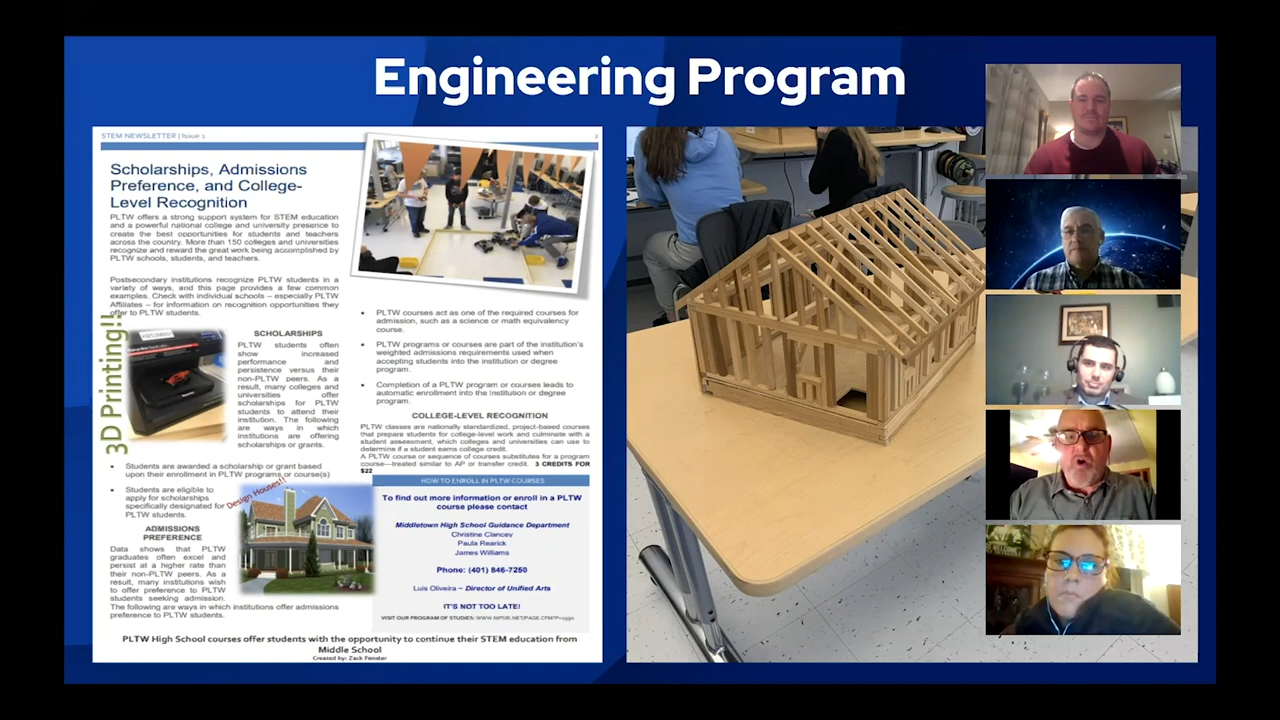 Engineering Program
STEM NEWSLETTER | Issue 1
2
Scholarships, Admissions
Preference, and College-
Level Recognition
PLTW offers a strong support system for STEM education
and a powerful national college and university presence to
create the best opportunities for students and teachers
across the country. More than 150 colleges and universities
recognize and reward the great work being accomplished by
PLTW schools, students, and teachers.
Postsecondary institutions recognize PLTW students in a
variety of ways, and this page provides a few common
examples. Check with individual schools – especially PLTW
Affiliates – for information on recognition opportunities they
offer to PLTW students.
3D Printing!!
SCHOLARSHIPS
PLTW students often
show increased
performance and
persistence versus their
non-PLTW peers. As a
result, many colleges and
universities offer
scholarships for PLTW
students to attend their
institution. The following
are ways in which
institutions are offering
scholarships or grants.
• Students are awarded a scholarship or grant based
upon their enrollment in PLTW programs or course(s)
• Students are eligible to
apply for scholarships
specifically designated for
PLTW students.
Design Houses!!
ADMISSIONS
PREFERENCE
Data shows that PLTW
graduates often excel and
persist at a higher rate than
their non-PLTW peers. As a
result, many institutions wish
to offer preference to PLTW
students seeking admission.
The following are ways in which institutions offer admissions
preference to PLTW students.
• PLTW courses act as one of the required courses for
admission, such as a science or math equivalency
course.
• PLTW programs or courses are part of the institution's
weighted admissions requirements used when
accepting students into the institution or degree
program.
• Completion of a PLTW program or courses leads to
automatic enrollment into the institution or degree
program.
COLLEGE-LEVEL RECOGNITION
PLTW classes are nationally standardized, project-based courses
that prepare students for college-level work and culminate with a
student assessment, which colleges and universities can use to
determine if a student earns college credit.
A PLTW course or sequence of courses substitutes for a program
course—treated similar to AP or transfer credit. 3 CREDITS FOR
$22
HOW TO ENROLL IN PLTW COURSES
To find out more information or enroll in a PLTW
course please contact
Middletown High School Guidance Department
Christine Clancey
Paula Rearick
James Williams
Phone: (401) 846-7250
Luis Oliveira ~ Director of Unified Arts
IT'S NOT TOO LATE!
VISIT OUR PROGRAM OF STUDIES:
PLTW High School courses offer students with the opportunity to continue their STEM education from
Middle School
Created by: Zack Fenster